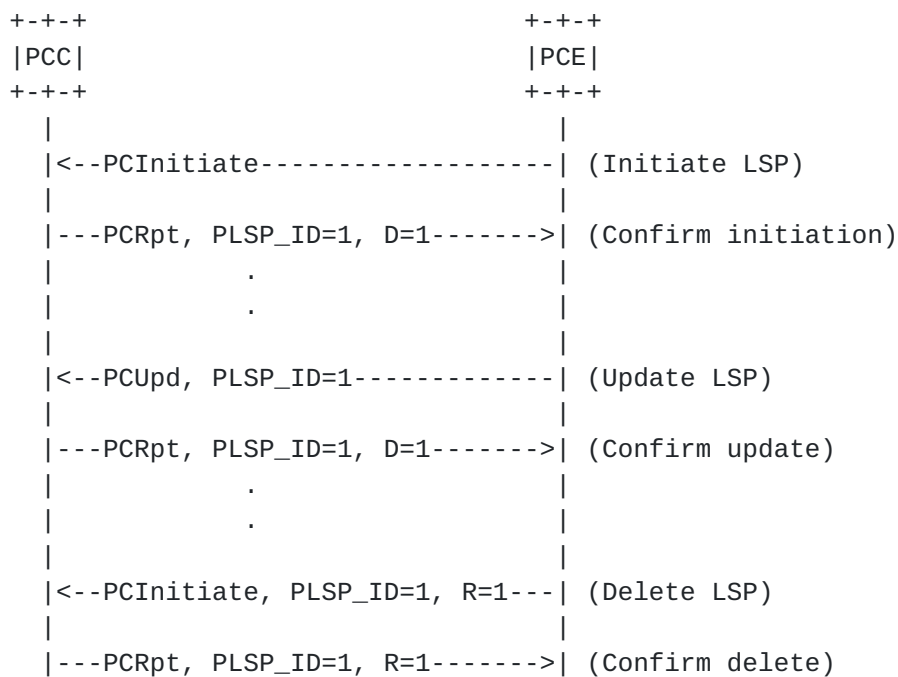 +-+-+                            +-+-+
|PCC|                            |PCE|
+-+-+                            +-+-+
  |                                |
  |<--PCInitiate-------------------| (Initiate LSP)
  |                                |
  |---PCRpt, PLSP_ID=1, D=1------->| (Confirm initiation)
  |            .                   |
  |            .                   |
  |                                |
  |<--PCUpd, PLSP_ID=1-------------| (Update LSP)
  |                                |
  |---PCRpt, PLSP_ID=1, D=1------->| (Confirm update)
  |            .                   |
  |            .                   |
  |                                |
  |<--PCInitiate, PLSP_ID=1, R=1---| (Delete LSP)
  |                                |
  |---PCRpt, PLSP_ID=1, R=1------->| (Confirm delete)